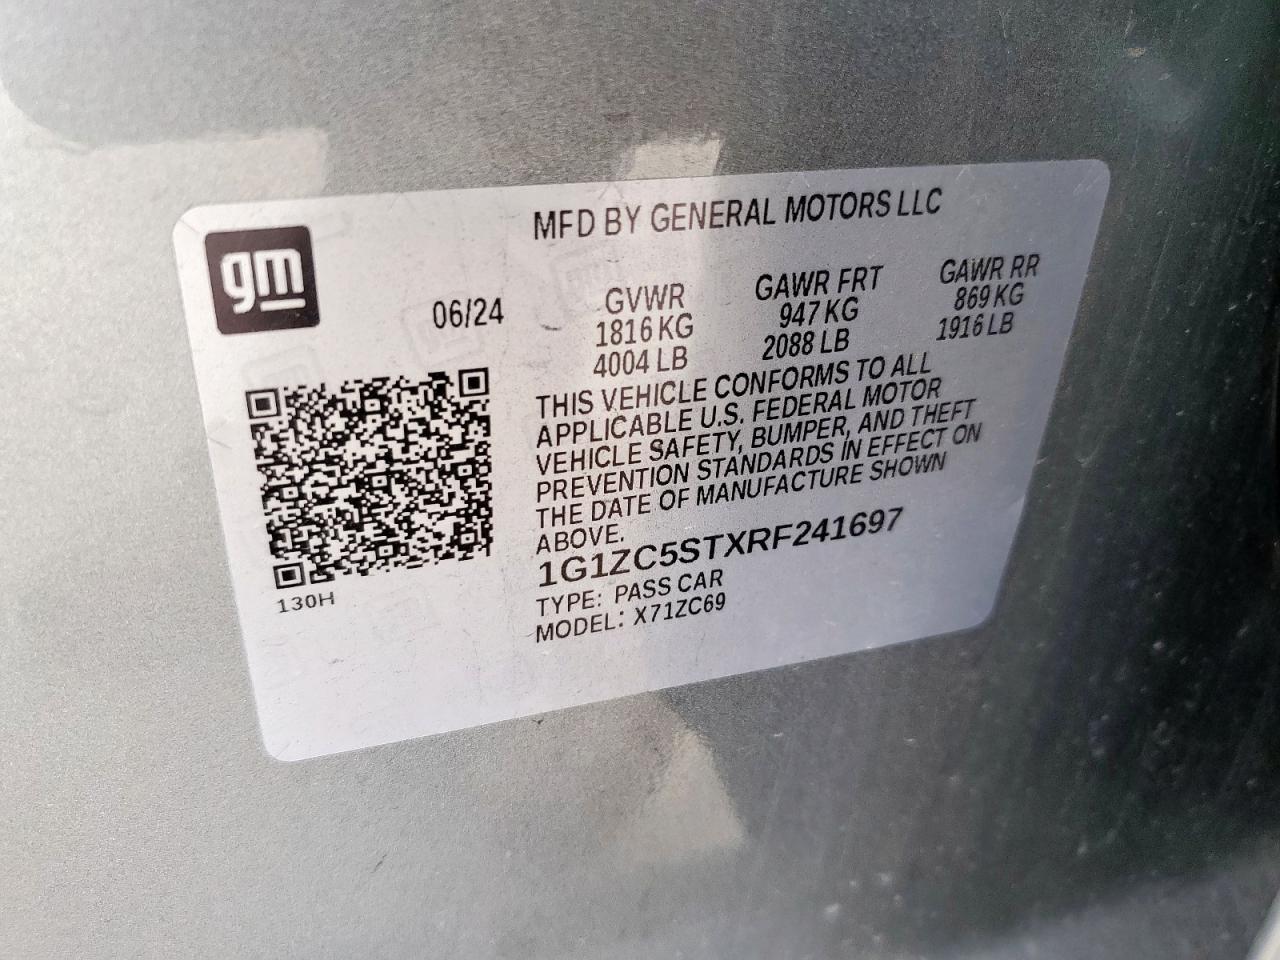 gm
MFD BY GENERAL MOTORS LLC
06/24
GVWR
1816 KG
4004 LB
GAWR FRT
947 KG
2088 LB
GAWR RR
869 KG
1916 LB
THIS VEHICLE CONFORMS TO ALL
APPLICABLE U.S. FEDERAL MOTOR
VEHICLE SAFETY, BUMPER, AND THEFT
PREVENTION STANDARDS IN EFFECT ON
THE DATE OF MANUFACTURE SHOWN
ABOVE.
1G1ZC5STXRF241697
TYPE: PASS CAR
MODEL: X71ZC69
130H